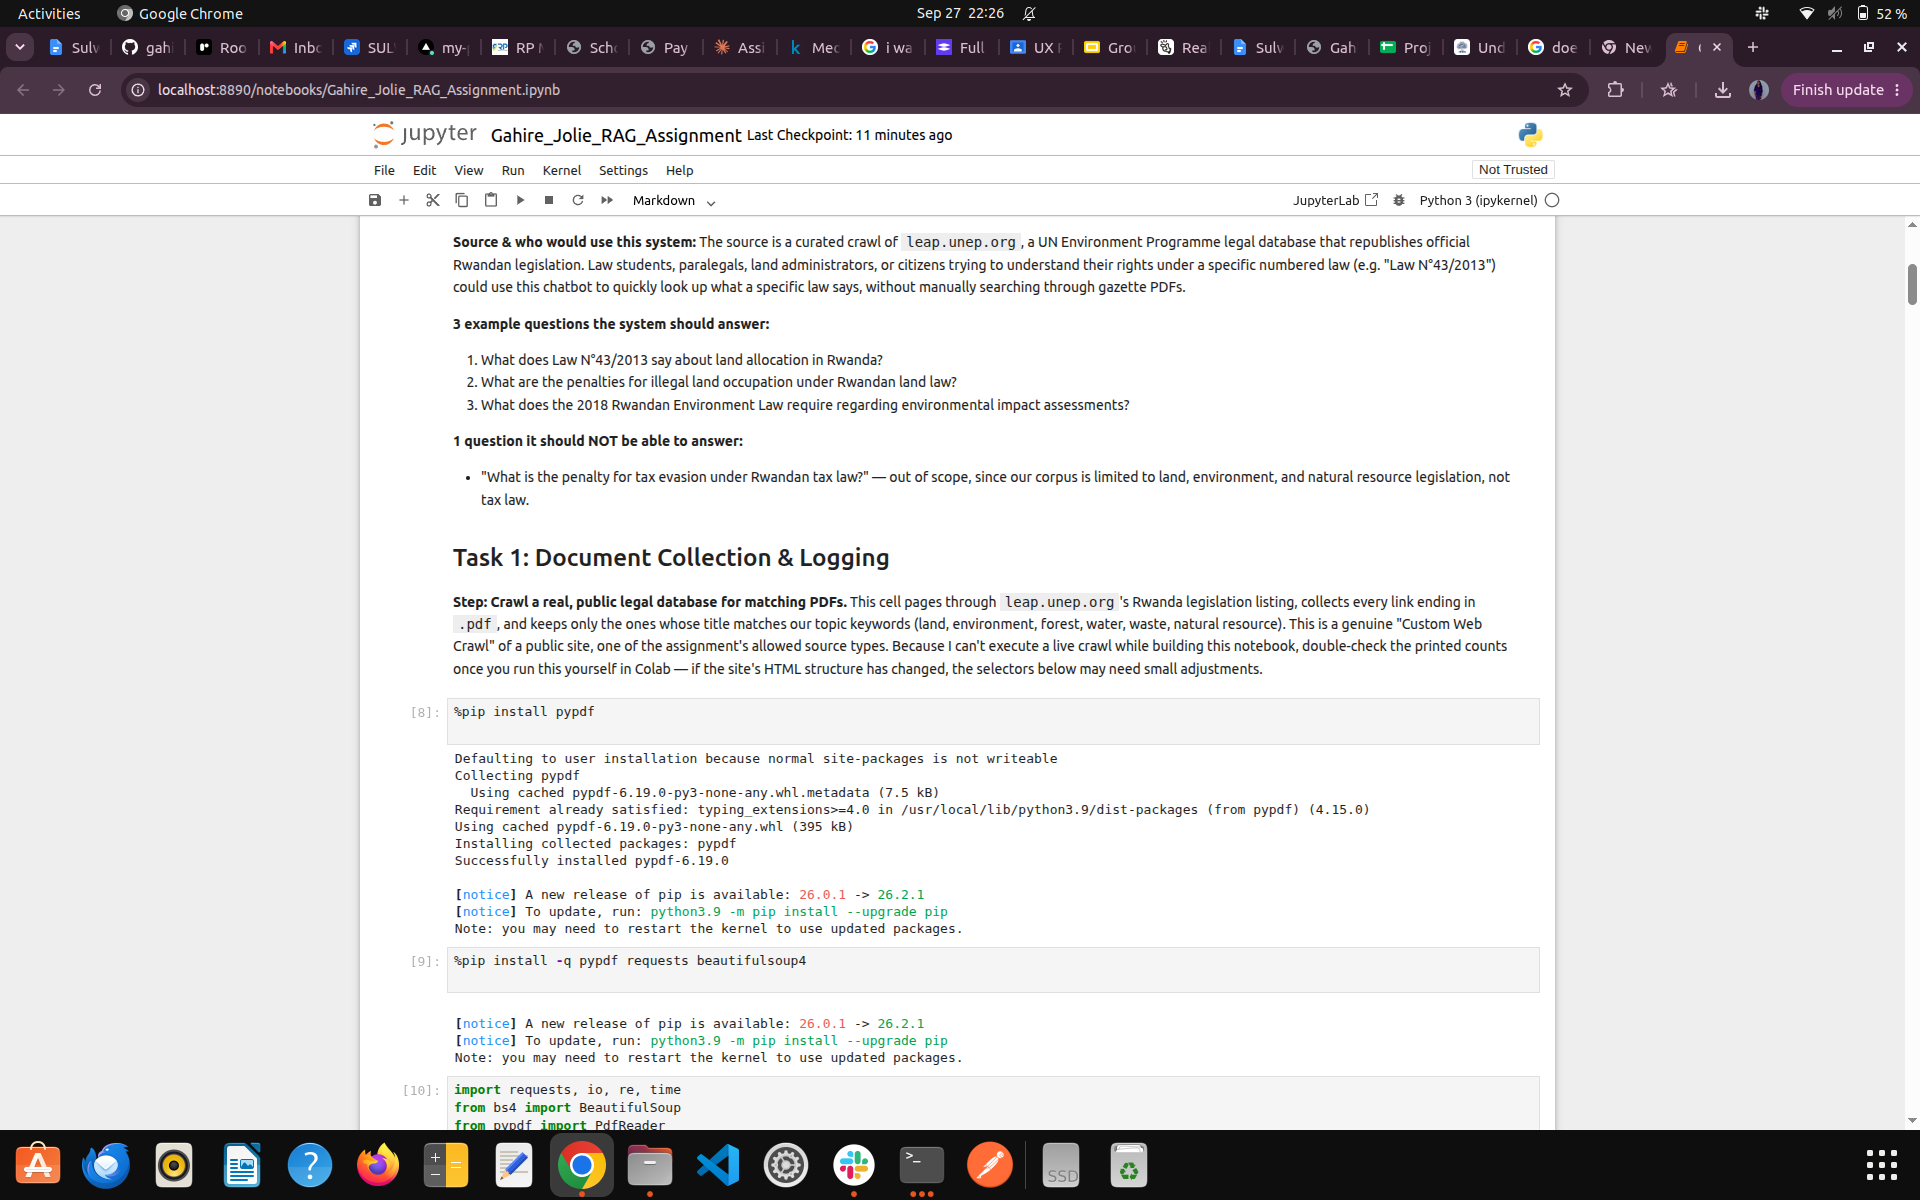 Activities
Google Chrome
Sep 27 22:26
52 %
Sulv
gahi
Roo
Inbo
SUL
my-
RP
Scho
Pay
Assi
Med
i wa
Full
UX
Gro
Rea
Sulv
Gah
Proj
Und
doe
New
localhost:8890/notebooks/Gahire_Jolie_RAG_Assignment.ipynb
Finish update
jupyter Gahire_Jolie_RAG_Assignment Last Checkpoint: 11 minutes ago
File Edit View Run Kernel Settings Help
Not Trusted
Markdown
JupyterLab
Python 3 (ipykernel)
Source & who would use this system: The source is a curated crawl of leap.unep.org, a UN Environment Programme legal database that republishes official
Rwandan legislation. Law students, paralegals, land administrators, or citizens trying to understand their rights under a specific numbered law (e.g. "Law N°43/2013")
could use this chatbot to quickly look up what a specific law says, without manually searching through gazette PDFs.
3 example questions the system should answer:
1. What does Law N°43/2013 say about land allocation in Rwanda?
2. What are the penalties for illegal land occupation under Rwandan land law?
3. What does the 2018 Rwandan Environment Law require regarding environmental impact assessments?
1 question it should NOT be able to answer:
• "What is the penalty for tax evasion under Rwandan tax law?" — out of scope, since our corpus is limited to land, environment, and natural resource legislation, not
tax law.
Task 1: Document Collection & Logging
Step: Crawl a real, public legal database for matching PDFs. This cell pages through leap.unep.org 's Rwanda legislation listing, collects every link ending in
.pdf , and keeps only the ones whose title matches our topic keywords (land, environment, forest, water, waste, natural resource). This is a genuine "Custom Web
Crawl" of a public site, one of the assignment's allowed source types. Because I can't execute a live crawl while building this notebook, double-check the printed counts
once you run this yourself in Colab — if the site's HTML structure has changed, the selectors below may need small adjustments.
[8]: %pip install pypdf
Defaulting to user installation because normal site-packages is not writeable
Collecting pypdf
Using cached pypdf-6.19.0-py3-none-any.whl.metadata (7.5 kB)
Requirement already satisfied: typing_extensions>=4.0 in /usr/local/lib/python3.9/dist-packages (from pypdf) (4.15.0)
Using cached pypdf-6.19.0-py3-none-any.whl (395 kB)
Installing collected packages: pypdf
Successfully installed pypdf-6.19.0
[notice] A new release of pip is available: 26.0.1 -> 26.2.1
[notice] To update, run: python3.9 -m pip install --upgrade pip
Note: you may need to restart the kernel to use updated packages.
[9]: %pip install -q pypdf requests beautifulsoup4
[notice] A new release of pip is available: 26.0.1 -> 26.2.1
[notice] To update, run: python3.9 -m pip install --upgrade pip
Note: you may need to restart the kernel to use updated packages.
[10]: import requests, io, re, time
from bs4 import BeautifulSoup
from pypdf import PdfReader
SSD